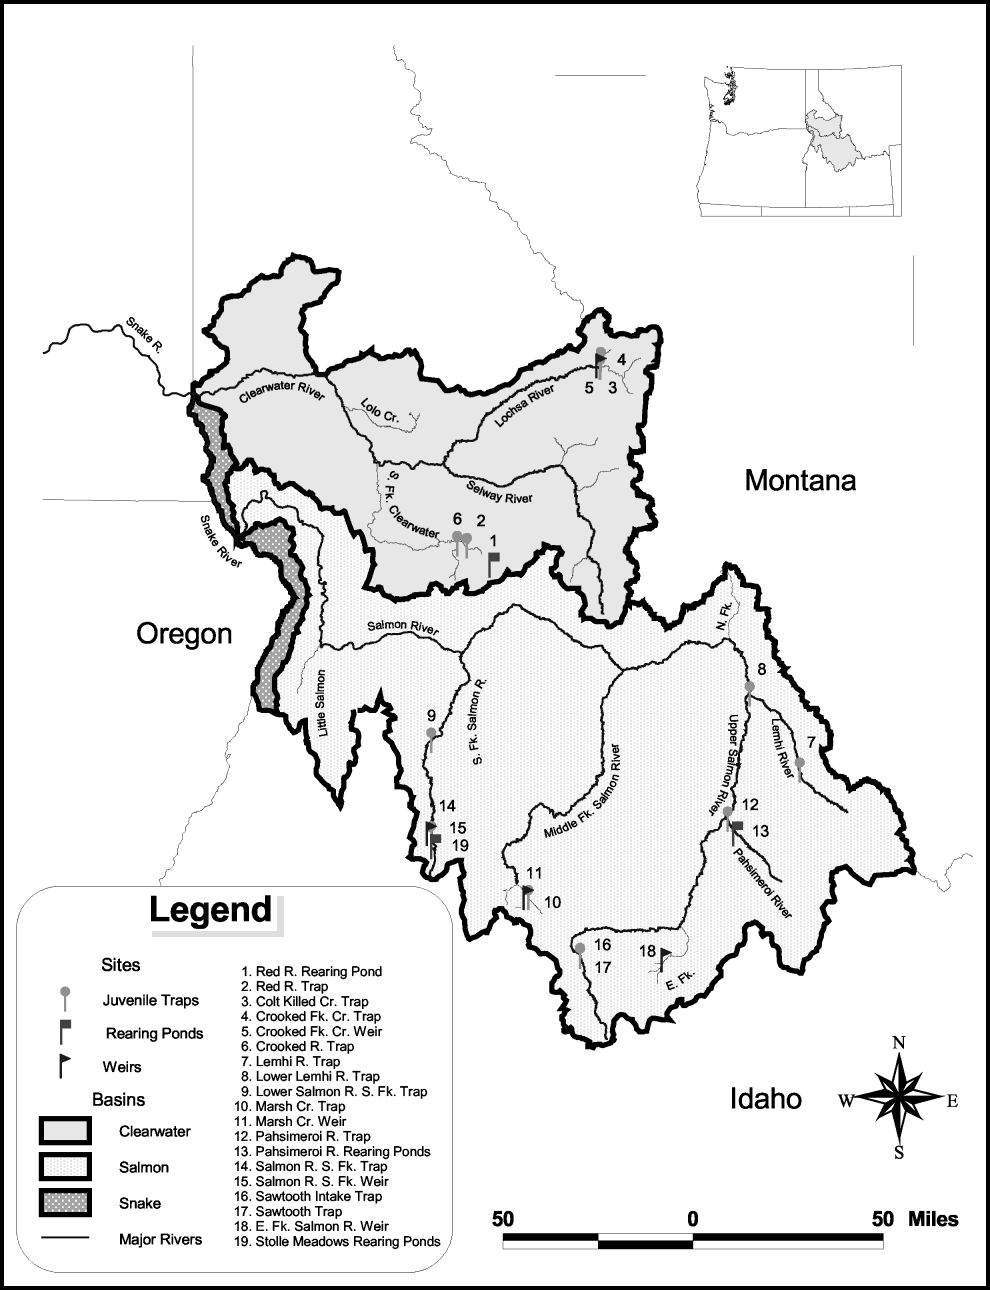 Snake R.
Clearwater River
Lolo Cr.
Lochsa River
4
5 3
Montana
S. Fk. Clearwater
Selway River
6 2
1
Snake River
Oregon
Salmon River
N. Fk.
Little Salmon
S. Fk. Salmon R.
8
9
Upper Salmon River
Lemhi River
7
Middle Fk. Salmon River
14
15
19
12
13
Pahsimeroi River
11
10
16
17
18
E. Fk.
Legend
Sites
Juvenile Traps
Rearing Ponds
Weirs
Basins
Clearwater
Salmon
Snake
Major Rivers
1. Red R. Rearing Pond
2. Red R. Trap
3. Colt Killed Cr. Trap
4. Crooked Fk. Cr. Trap
5. Crooked Fk. Cr. Weir
6. Crooked R. Trap
7. Lemhi R. Trap
8. Lower Lemhi R. Trap
9. Lower Salmon R. S. Fk. Trap
10. Marsh Cr. Trap
11. Marsh Cr. Weir
12. Pahsimeroi R. Trap
13. Pahsimeroi R. Rearing Ponds
14. Salmon R. S. Fk. Trap
15. Salmon R. S. Fk. Weir
16. Sawtooth Intake Trap
17. Sawtooth Trap
18. E. Fk. Salmon R. Weir
19. Stolle Meadows Rearing Ponds
Idaho
N
W E
S
50 0 50 Miles